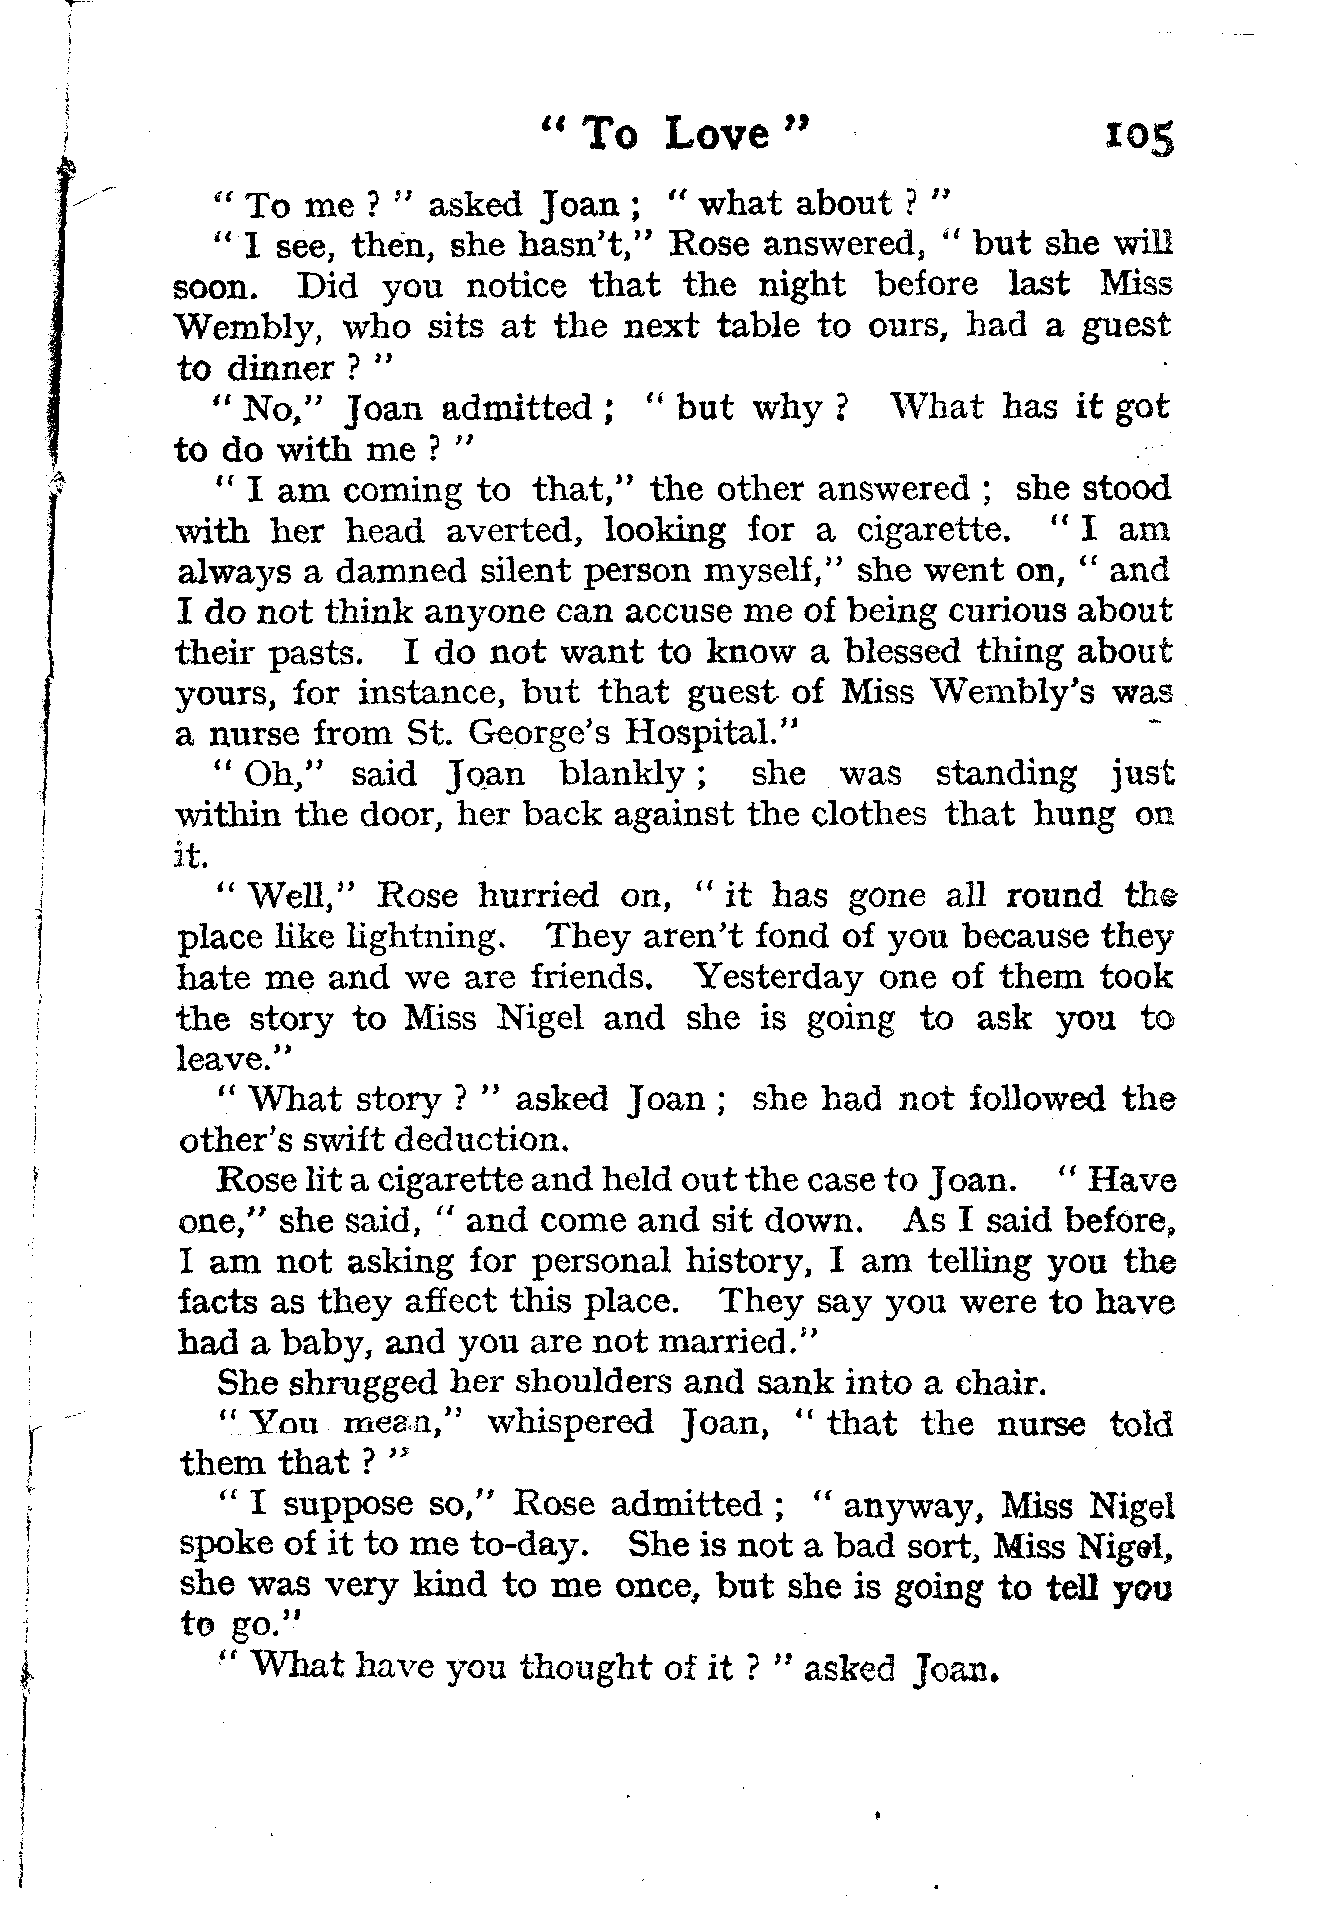 “ To Love ” 105
“ To me ? ” asked Joan ; “ what about ? ”
“ I see, then, she hasn't,” Rose answered, “ but she will
soon. Did you notice that the night before last Miss
Wembly, who sits at the next table to ours, had a guest
to dinner ? ”
“ No,” Joan admitted ; “ but why ? What has it got
to do with me ? ”
“ I am coming to that,” the other answered ; she stood
with her head averted, looking for a cigarette. “ I am
always a damned silent person myself,” she went on, “ and
I do not think anyone can accuse me of being curious about
their pasts. I do not want to know a blessed thing about
yours, for instance, but that guest of Miss Wembly's was
a nurse from St. George's Hospital.”
“ Oh,” said Joan blankly ; she was standing just
within the door, her back against the clothes that hung on
it.
“ Well,” Rose hurried on, “ it has gone all round the
place like lightning. They aren't fond of you because they
hate me and we are friends. Yesterday one of them took
the story to Miss Nigel and she is going to ask you to
leave.”
“ What story ? ” asked Joan ; she had not followed the
other's swift deduction.
Rose lit a cigarette and held out the case to Joan. “ Have
one,” she said, “ and come and sit down. As I said before,
I am not asking for personal history, I am telling you the
facts as they affect this place. They say you were to have
had a baby, and you are not married.”
She shrugged her shoulders and sank into a chair.
“ You mean,” whispered Joan, “ that the nurse told
them that ? ”
“ I suppose so,” Rose admitted ; “ anyway, Miss Nigel
spoke of it to me to-day. She is not a bad sort, Miss Nigel,
she was very kind to me once, but she is going to tell you
to go.”
“ What have you thought of it ? ” asked Joan.